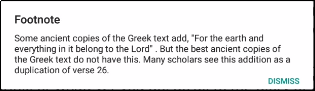 Footnote
Some ancient copies of the Greek text add, "For the earth and
everything in it belong to the Lord" . But the best ancient copies of
the Greek text do not have this. Many scholars see this addition as a
duplication of verse 26.
DISMISS